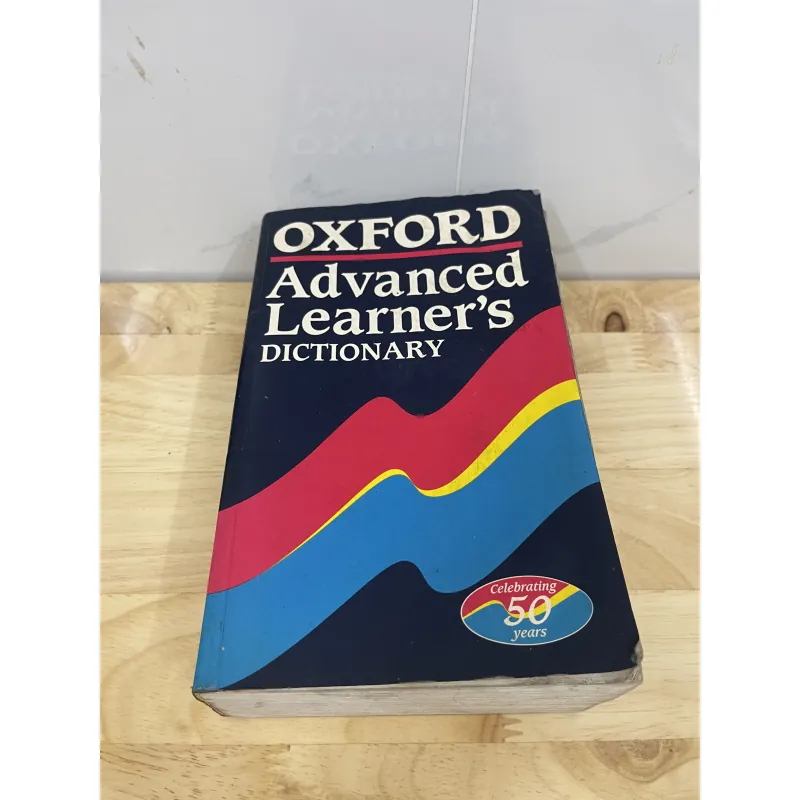 OXFORD
Advanced
Learner's
DICTIONARY
Celebrating
50
years